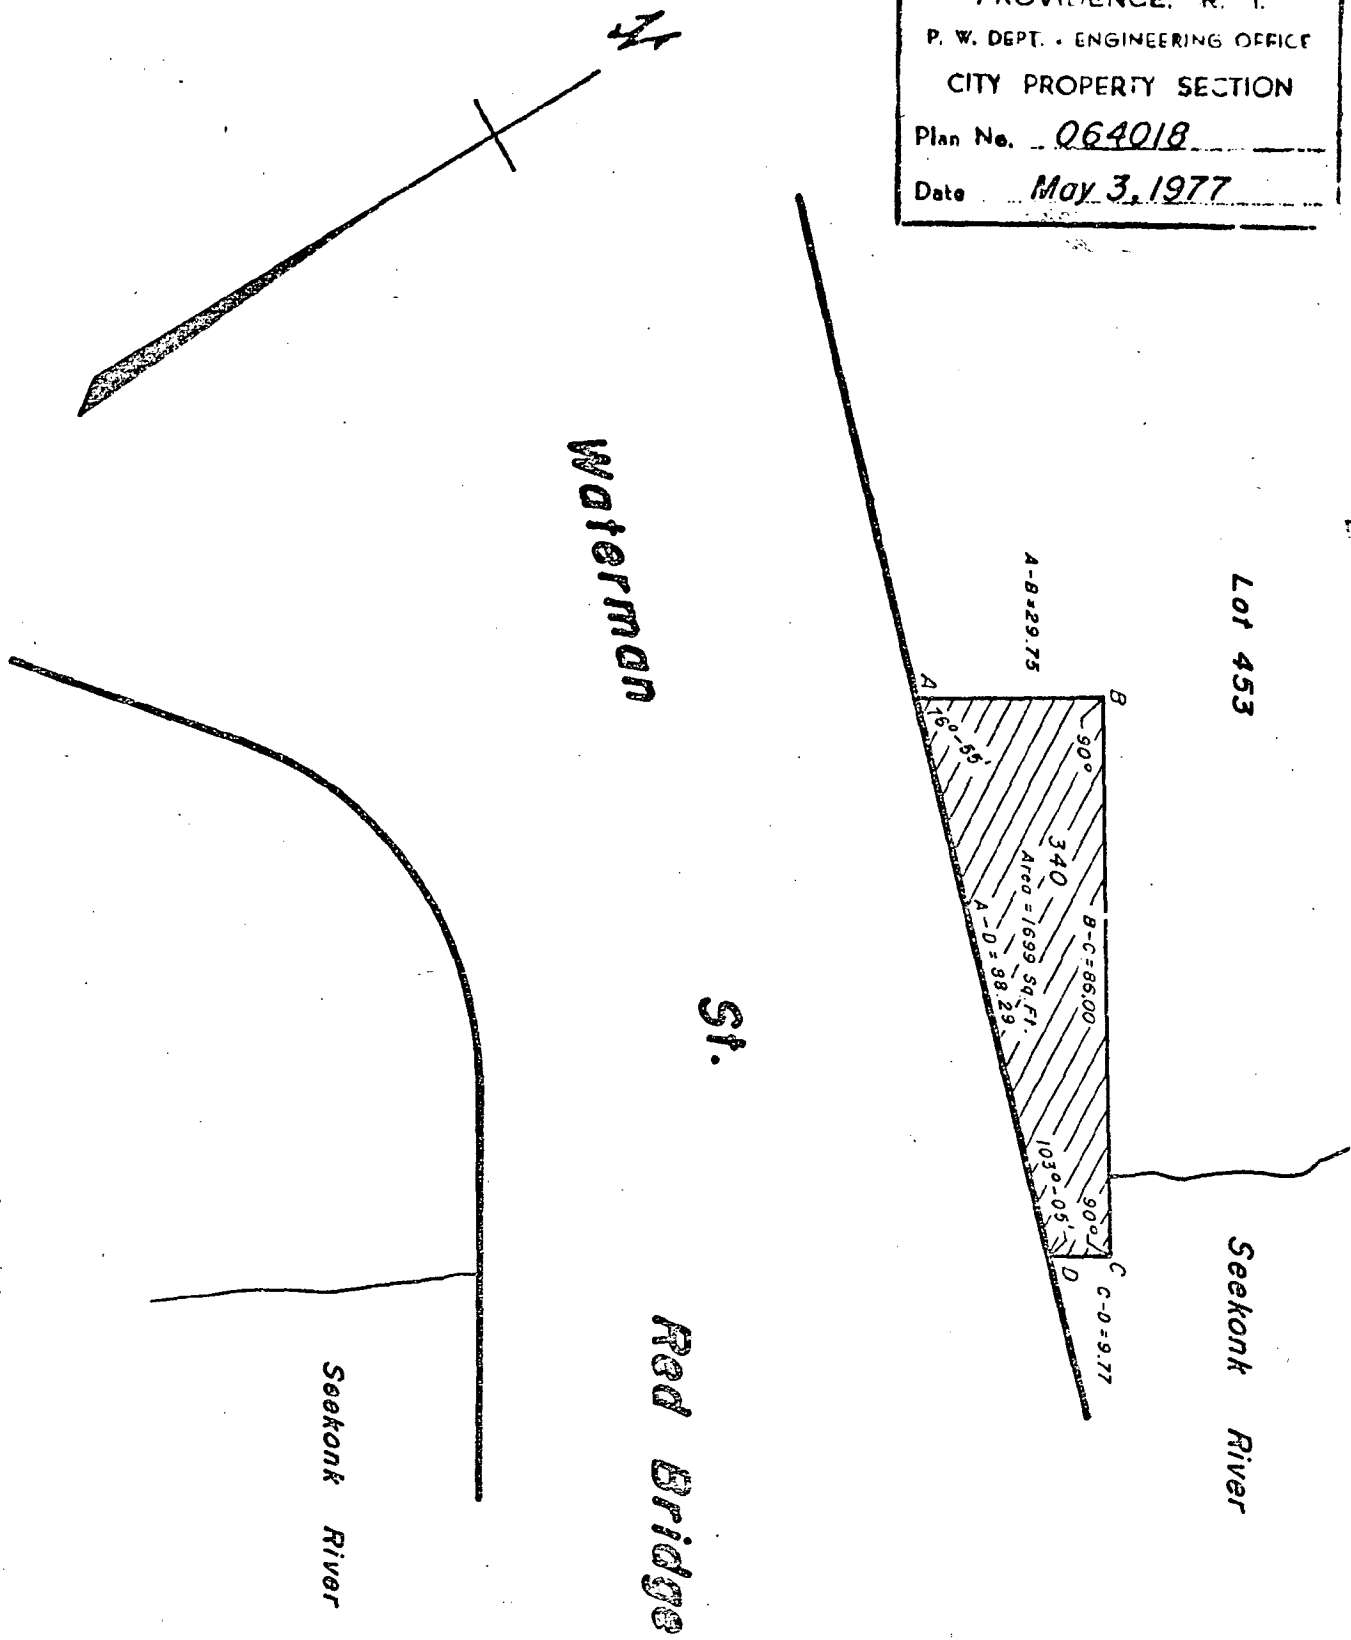 PROVIDENCE, R. I.
P. W. DEPT. - ENGINEERING OFFICE
CITY PROPERTY SECTION
Plan No. 064018
Date May 3, 1977
N
Waterman
St.
Red Bridge
Lot 453
Seekonk River
Seekonk River
A-B=29.75
A
B
C
D
76°-55'
90°
340
Area = 1699 Sq. Ft.
A-D = 88.29
B-C=86.00
103°-05'
90°
C-D=9.77